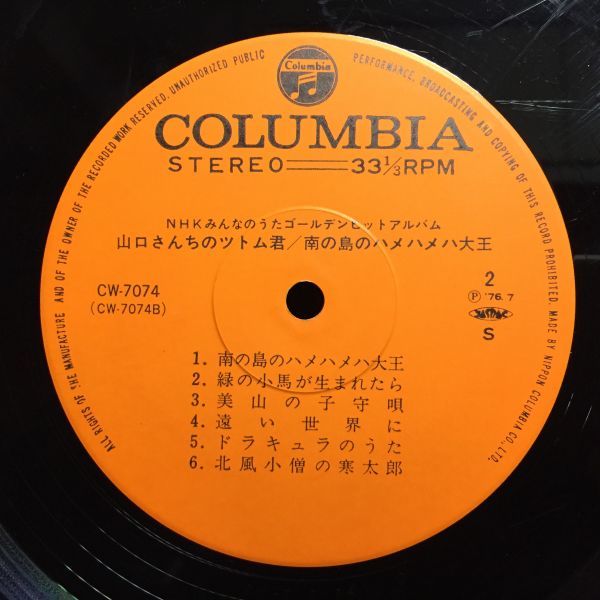 Columbia
ALL RIGHTS OF THE MANUFACTURE AND OF THE OWNER OF THE RECORDED WORK RESERVED. UNAUTHORIZED PUBLIC PERFORMANCE, BROADCASTING AND COPYING OF THIS RECORD PROHIBITED. MADE BY NIPPON COLUMBIA CO., LTD.
COLUMBIA
STEREO 33 1/3 RPM
NHKみんなのうたゴールデンヒットアルバム
山口さんちのツトム君/南の島のハメハメハ大王
CW-7074
(CW-7074B)
2
Ⓟ'76.7
S
1. 南の島のハメハメハ大王
2. 緑の小馬が生まれたら
3. 美山の子守唄
4. 遠い世界に
5. ドラキュラのうた
6. 北風小僧の寒太郎